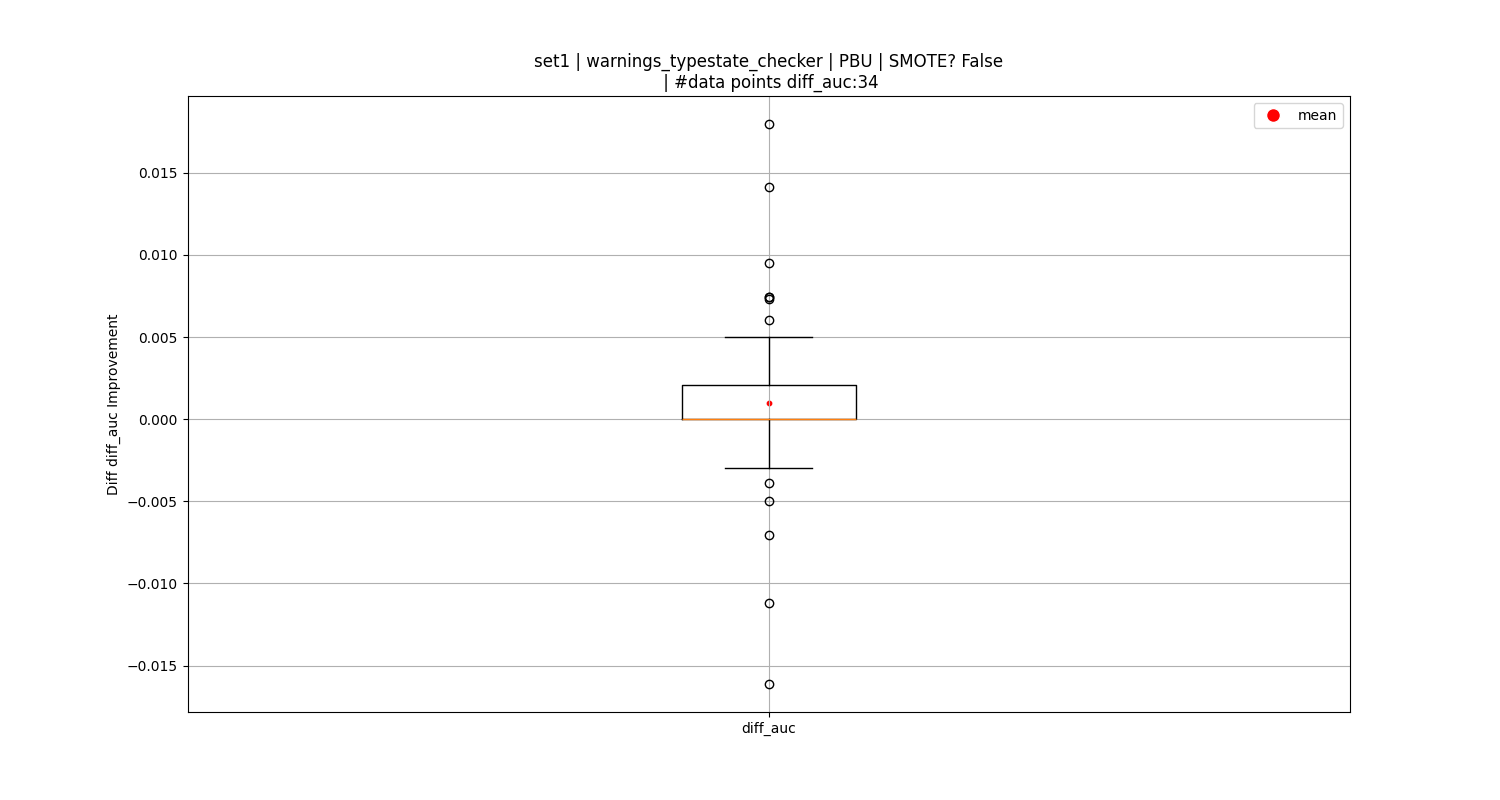 set1 | warnings_typestate_checker | PBU | SMOTE? False
| #data points diff_auc:34
mean
0.015
0.010
0.005
0.000
−0.005
−0.010
−0.015
Diff diff_auc Improvement
diff_auc